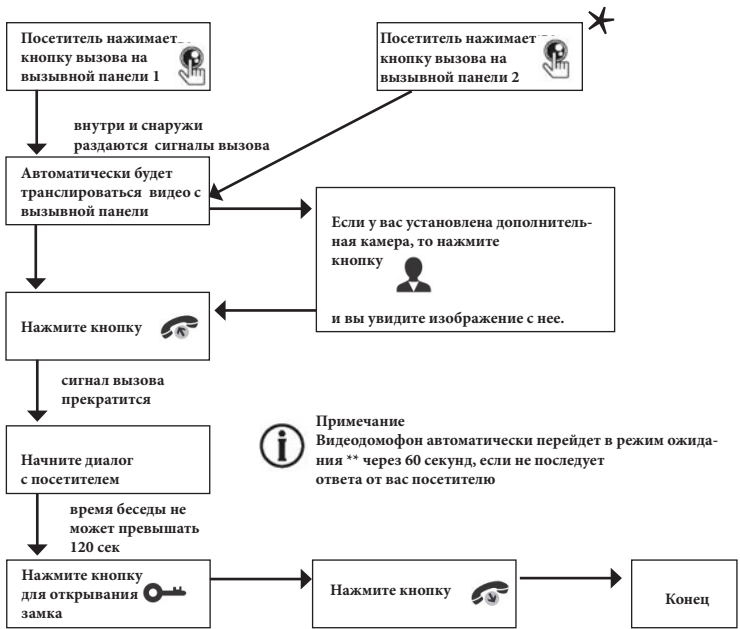 Посетитель нажимает
кнопку вызова на
вызывной панели 1
Посетитель нажимает
кнопку вызова на
вызывной панели 2
внутри и снаружи
раздаются сигналы вызова
Автоматически будет
транслироваться видео с
вызывной панели
Если у вас установлена дополнитель-
ная камера, то нажмите
кнопку
и вы увидите изображение с нее.
Нажмите кнопку
сигнал вызова
прекратится
Примечание
Видеодомофон автоматически перейдет в режим ожида-
ния ** через 60 секунд, если не последует
ответа от вас посетителю
Начните диалог
с посетителем
время беседы не
может превышать
120 сек
Нажмите кнопку
для открывания
замка
Нажмите кнопку
Конец